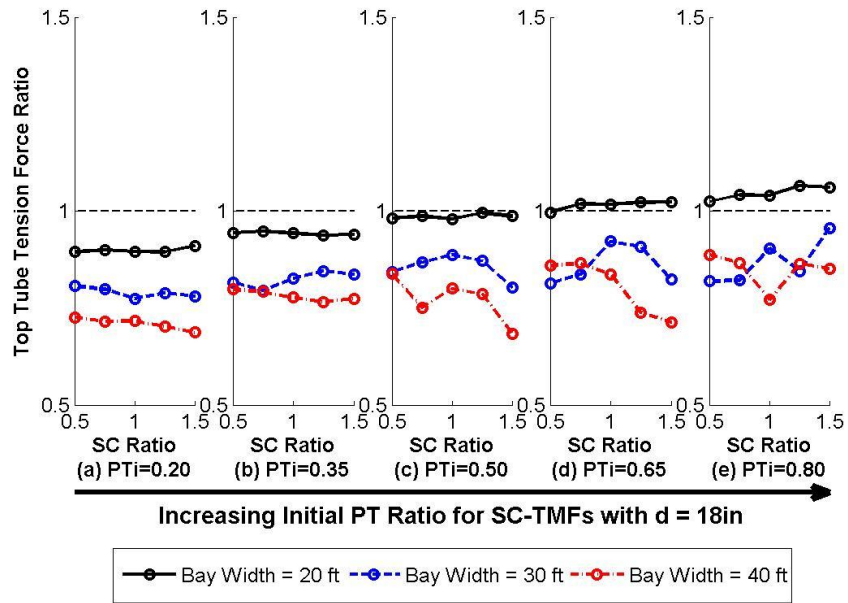 1.5 1.5 1.5 1.5 1.5
Top Tube Tension Force Ratio
1 1 1 1 1
0.5 0.5 0.5 0.5 0.5
0.5 1 1.5 0.5 1 1.5 0.5 1 1.5 0.5 1 1.5 0.5 1 1.5
SC Ratio SC Ratio SC Ratio SC Ratio SC Ratio
(a) PTi=0.20 (b) PTi=0.35 (c) PTi=0.50 (d) PTi=0.65 (e) PTi=0.80
Increasing Initial PT Ratio for SC-TMFs with d = 18in
Bay Width = 20 ft Bay Width = 30 ft Bay Width = 40 ft